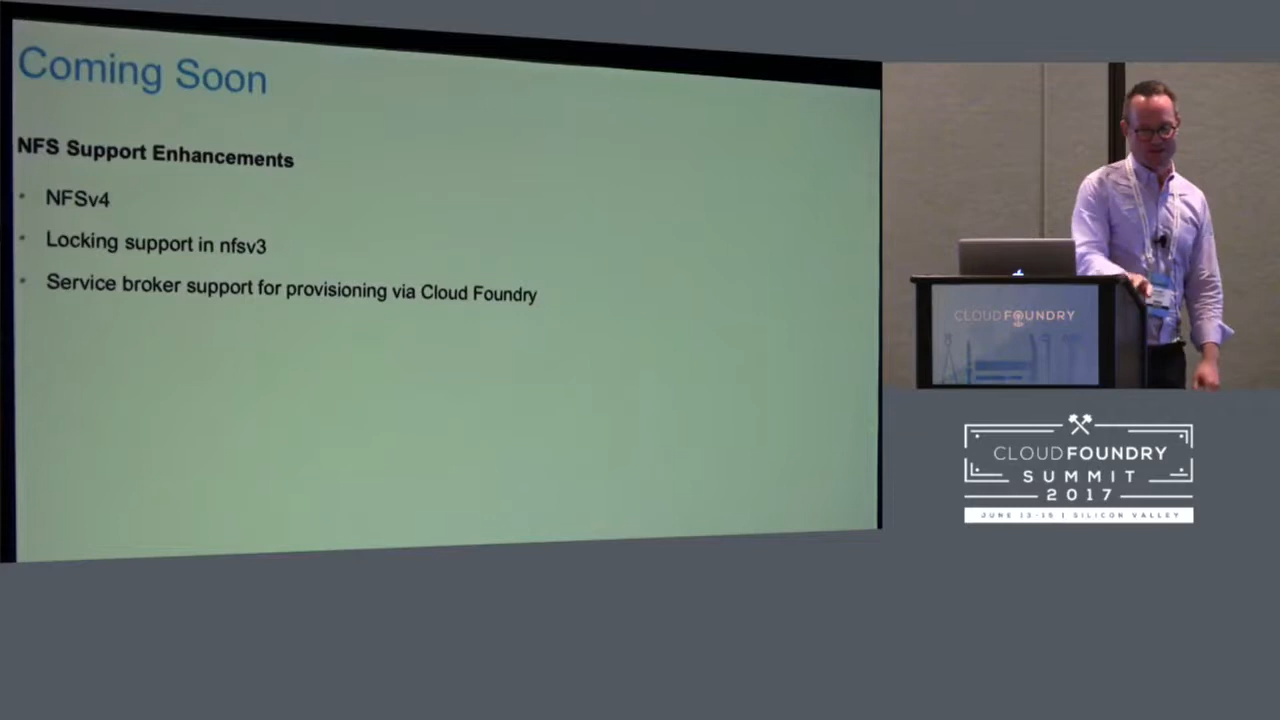 Coming Soon
NFS Support Enhancements
• NFSv4
• Locking support in nfsv3
• Service broker support for provisioning via Cloud Foundry
CLOUD FOUNDRY
CLOUD FOUNDRY
SUMMIT
2017
JUNE 13-15 | SILICON VALLEY